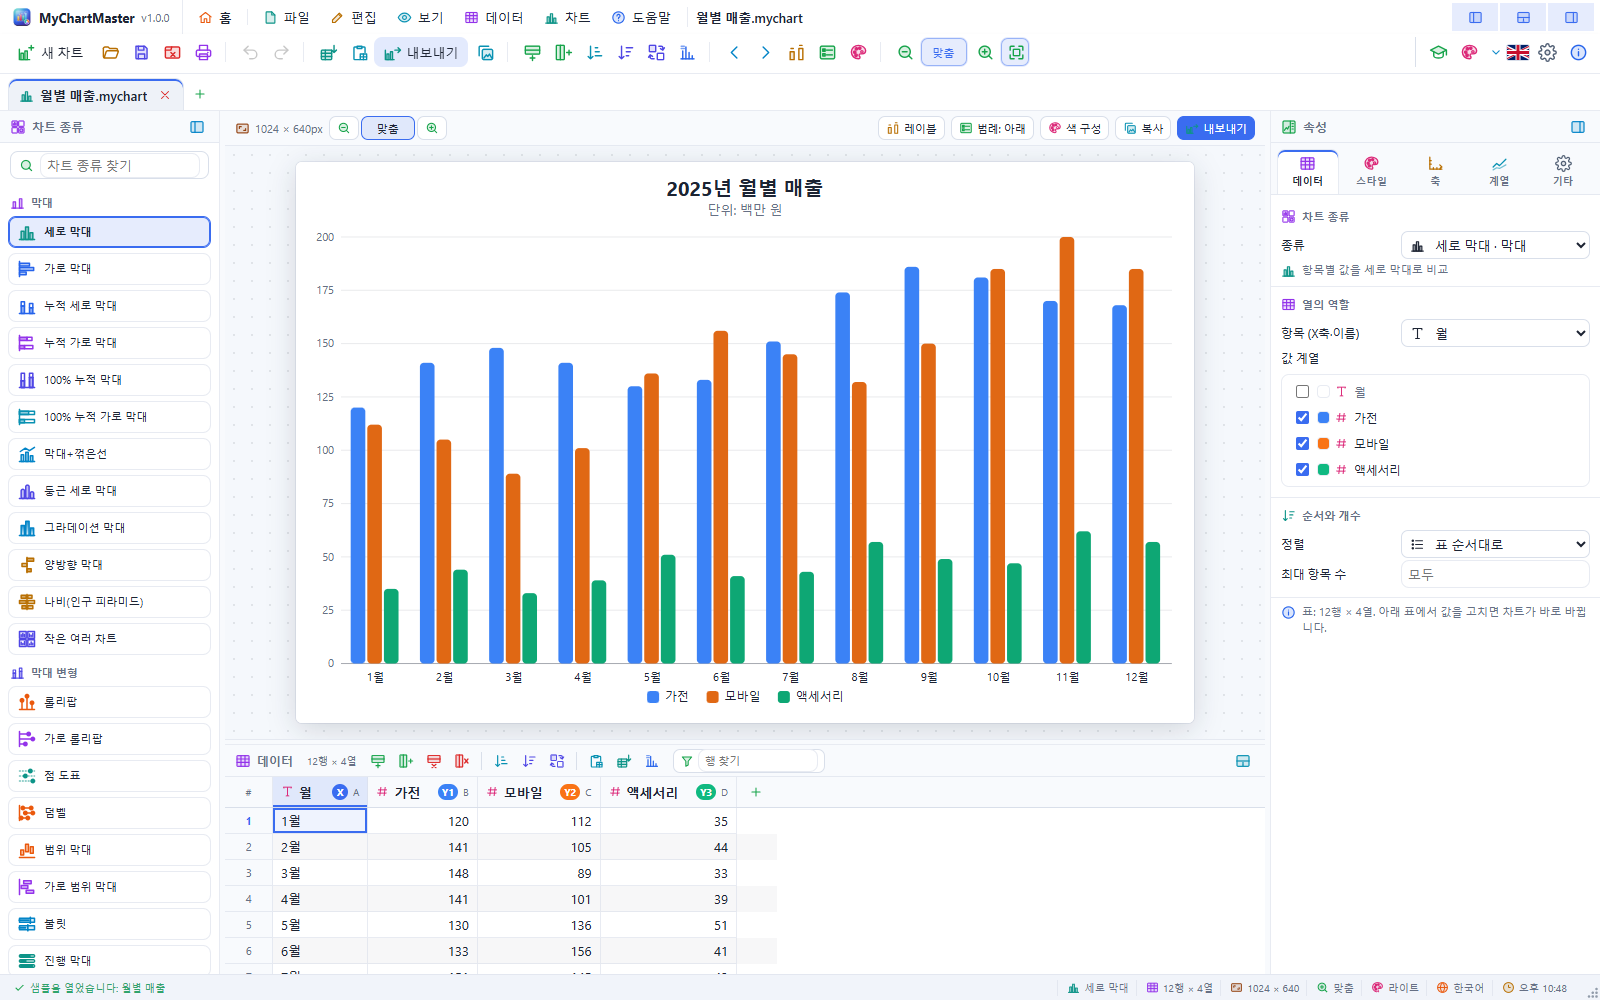 MyChartMaster v1.0.0 홈 파일 편집 보기 데이터 차트 도움말 월별 매출.mychart
새 차트 내보내기 맞춤
월별 매출.mychart
차트 종류
차트 종류 찾기
막대
세로 막대
가로 막대
누적 세로 막대
누적 가로 막대
100% 누적 막대
100% 누적 가로 막대
막대+꺾은선
둥근 세로 막대
그라데이션 막대
양방향 막대
나비(인구 피라미드)
작은 여러 차트
막대 변형
롤리팝
가로 롤리팝
점 도표
덤벨
범위 막대
가로 범위 막대
불릿
진행 막대
1024 × 640px 맞춤 레이블 범례: 아래 색 구성 복사 내보내기
2025년 월별 매출
단위: 백만 원
200
175
150
125
100
75
50
25
0
1월 2월 3월 4월 5월 6월 7월 8월 9월 10월 11월 12월
가전 모바일 액세서리
데이터 12행 × 4열 행 찾기
# 월 X A # 가전 Y1 B # 모바일 Y2 C # 액세서리 Y3 D
1 1월 120 112 35
2 2월 141 105 44
3 3월 148 89 33
4 4월 141 101 39
5 5월 130 136 51
6 6월 133 156 41
속성
데이터 스타일 축 계열 기타
차트 종류
종류 세로 막대 · 막대
항목별 값을 세로 막대로 비교
열의 역할
항목 (X축·이름) 월
값 계열
월
# 가전
# 모바일
# 액세서리
순서와 개수
정렬 표 순서대로
최대 항목 수 모두
표: 12행 × 4열. 아래 표에서 값을 고치면 차트가 바로 바뀝
니다.
샘플을 열었습니다: 월별 매출 세로 막대 12행 × 4열 1024 × 640 맞춤 라이트 한국어 오후 10:48